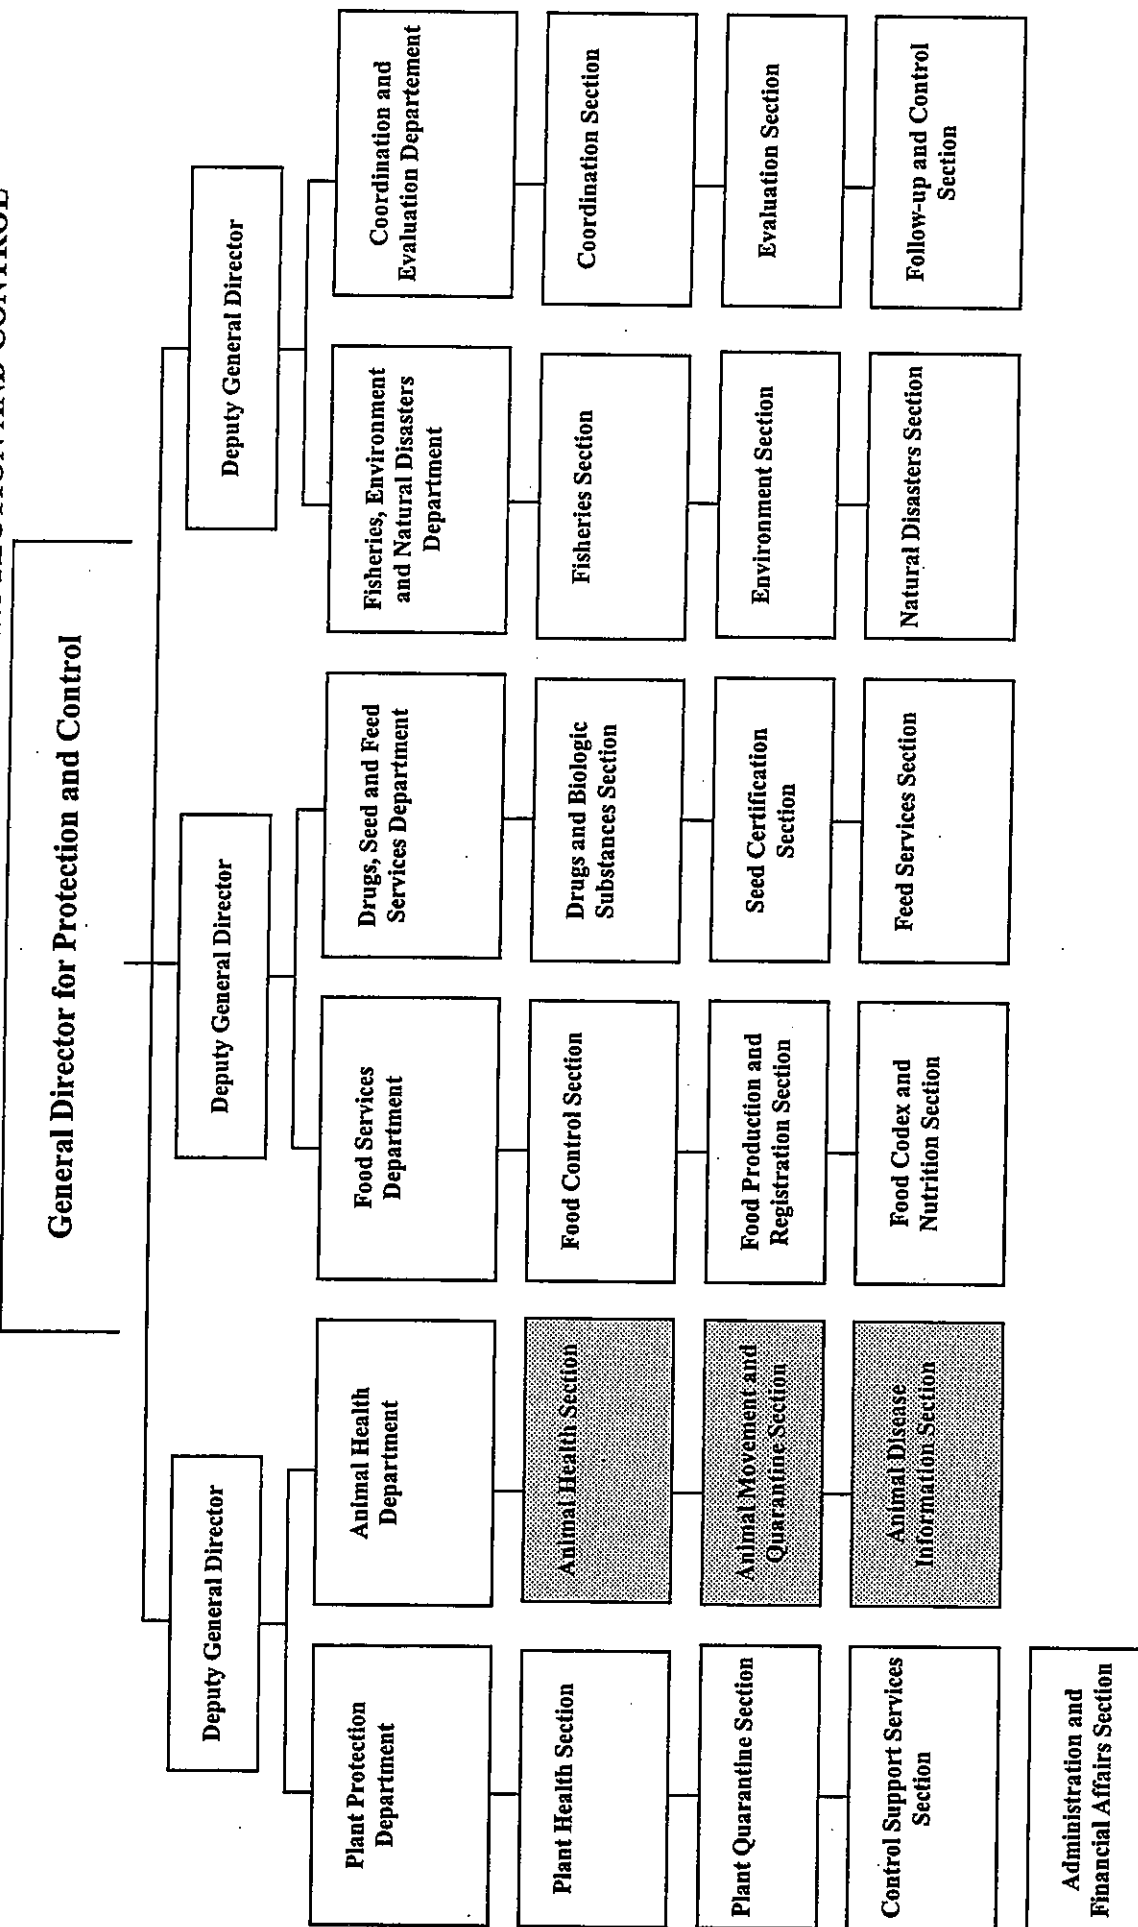 AND CONTROL
General Director for Protection and Control
Deputy General Director
Deputy General Director
Deputy General Director
Plant Protection
Department
Animal Health
Department
Food Services
Department
Drugs, Seed and Feed
Services Department
Fisheries, Environment
and Natural Disasters
Department
Coordination and
Evaluation Departement
Plant Health Section
Animal Health Section
Food Control Section
Drugs and Biologic
Substances Section
Fisheries Section
Coordination Section
Plant Quarantine Section
Animal Movement and
Quarantine Section
Food Production and
Registration Section
Seed Certification
Section
Environment Section
Evaluation Section
Control Support Services
Section
Animal Disease
Information Section
Food Codex and
Nutrition Section
Feed Services Section
Natural Disasters Section
Follow-up and Control
Section
Administration and
Financial Affairs Section